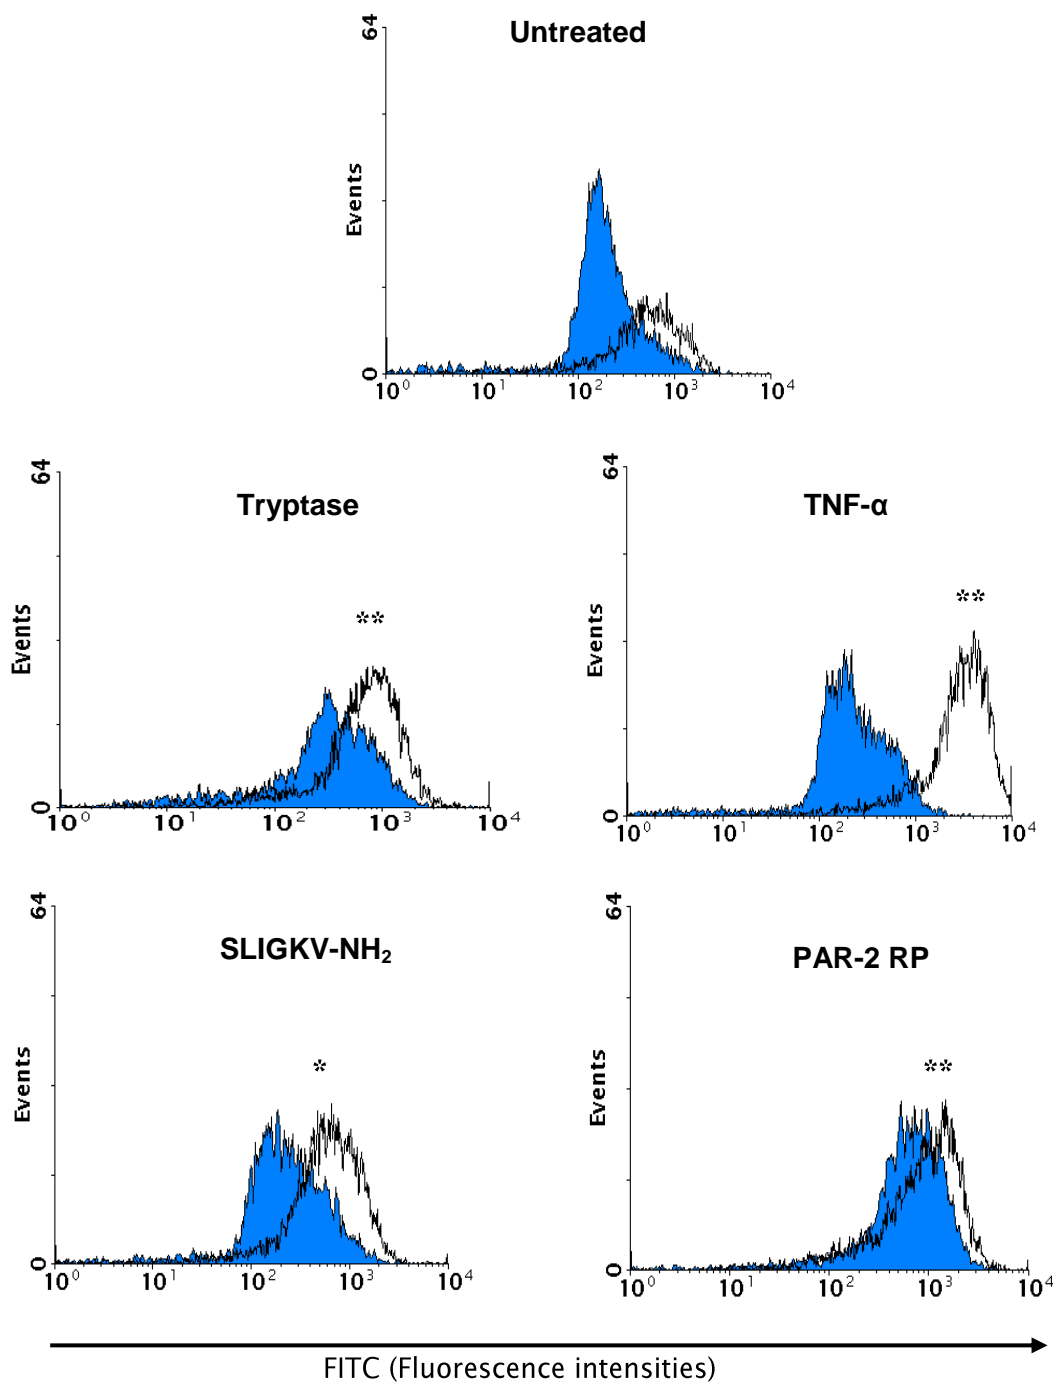 Untreated
64
Events
0
10⁰ 10¹ 10² 10³ 10⁴
Tryptase
64
**
Events
0
10⁰ 10¹ 10² 10³ 10⁴
TNF-α
64
**
Events
0
10⁰ 10¹ 10² 10³ 10⁴
SLIGKV-NH₂
64
*
Events
0
10⁰ 10¹ 10² 10³ 10⁴
PAR-2 RP
64
**
Events
0
10⁰ 10¹ 10² 10³ 10⁴
FITC (Fluorescence intensities)